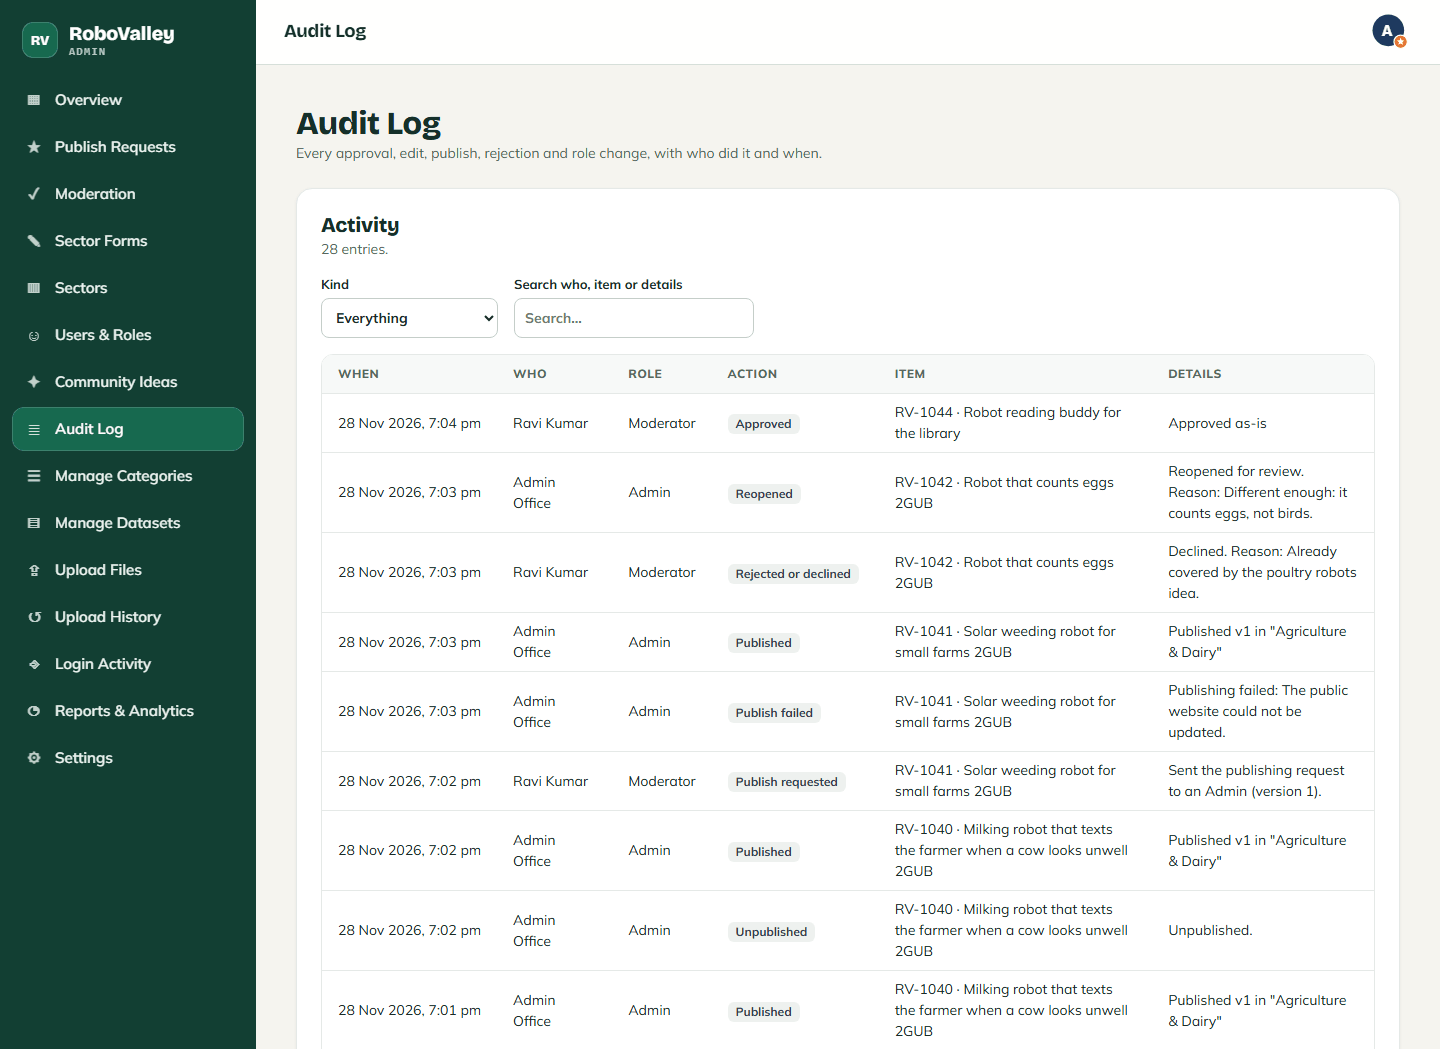 RV
RoboValley
ADMIN
Overview
Publish Requests
Moderation
Sector Forms
Sectors
Users & Roles
Community Ideas
Audit Log
Manage Categories
Manage Datasets
Upload Files
Upload History
Login Activity
Reports & Analytics
Settings
Audit Log
A
Audit Log
Every approval, edit, publish, rejection and role change, with who did it and when.
Activity
28 entries.
Kind
Search who, item or details
Everything
Search...
WHEN WHO ROLE ACTION ITEM DETAILS
28 Nov 2026, 7:04 pm Ravi Kumar Moderator Approved RV-1044 · Robot reading buddy for
the library
Approved as-is
28 Nov 2026, 7:03 pm Admin
Office
Admin Reopened RV-1042 · Robot that counts eggs
2GUB
Reopened for review.
Reason: Different enough: it
counts eggs, not birds.
28 Nov 2026, 7:03 pm Ravi Kumar Moderator Rejected or declined RV-1042 · Robot that counts eggs
2GUB
Declined. Reason: Already
covered by the poultry robots
idea.
28 Nov 2026, 7:03 pm Admin
Office
Admin Published RV-1041 · Solar weeding robot for
small farms 2GUB
Published v1 in "Agriculture
& Dairy"
28 Nov 2026, 7:03 pm Admin
Office
Admin Publish failed RV-1041 · Solar weeding robot for
small farms 2GUB
Publishing failed: The public
website could not be
updated.
28 Nov 2026, 7:02 pm Ravi Kumar Moderator Publish requested RV-1041 · Solar weeding robot for
small farms 2GUB
Sent the publishing request
to an Admin (version 1).
28 Nov 2026, 7:02 pm Admin
Office
Admin Published RV-1040 · Milking robot that texts
the farmer when a cow looks unwell
2GUB
Published v1 in "Agriculture
& Dairy"
28 Nov 2026, 7:02 pm Admin
Office
Admin Unpublished RV-1040 · Milking robot that texts
the farmer when a cow looks unwell
2GUB
Unpublished.
28 Nov 2026, 7:01 pm Admin
Office
Admin Published RV-1040 · Milking robot that texts
the farmer when a cow looks unwell
2GUB
Published v1 in "Agriculture
& Dairy"